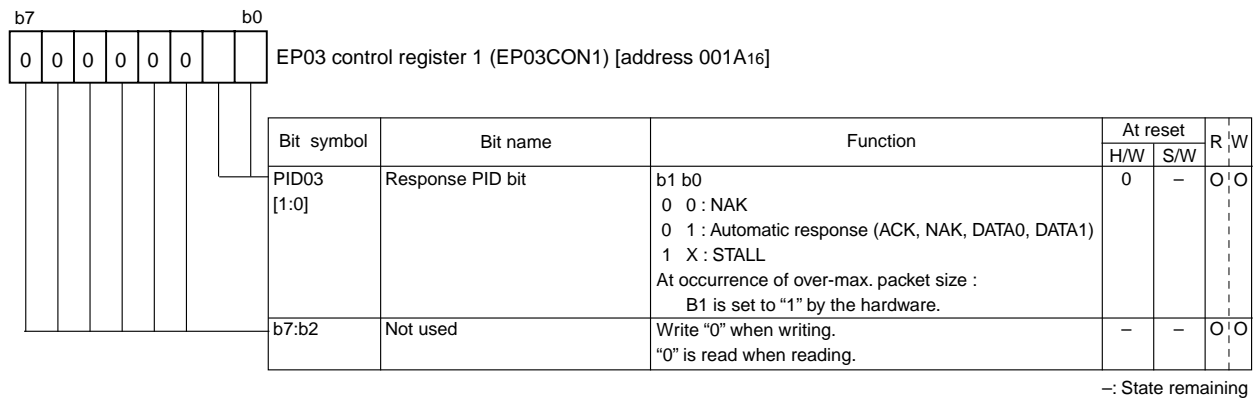 b7 b0
0 0 0 0 0 0
EP03 control register 1 (EP03CON1) [address 001A16]
Bit symbol Bit name Function At reset R W
H/W S/W
PID03 Response PID bit b1 b0 0 – O O
[1:0] 0 0 : NAK
0 1 : Automatic response (ACK, NAK, DATA0, DATA1)
1 X : STALL
At occurrence of over-max. packet size :
B1 is set to “1” by the hardware.
b7:b2 Not used Write “0” when writing. – – O O
“0” is read when reading.
–: State remaining